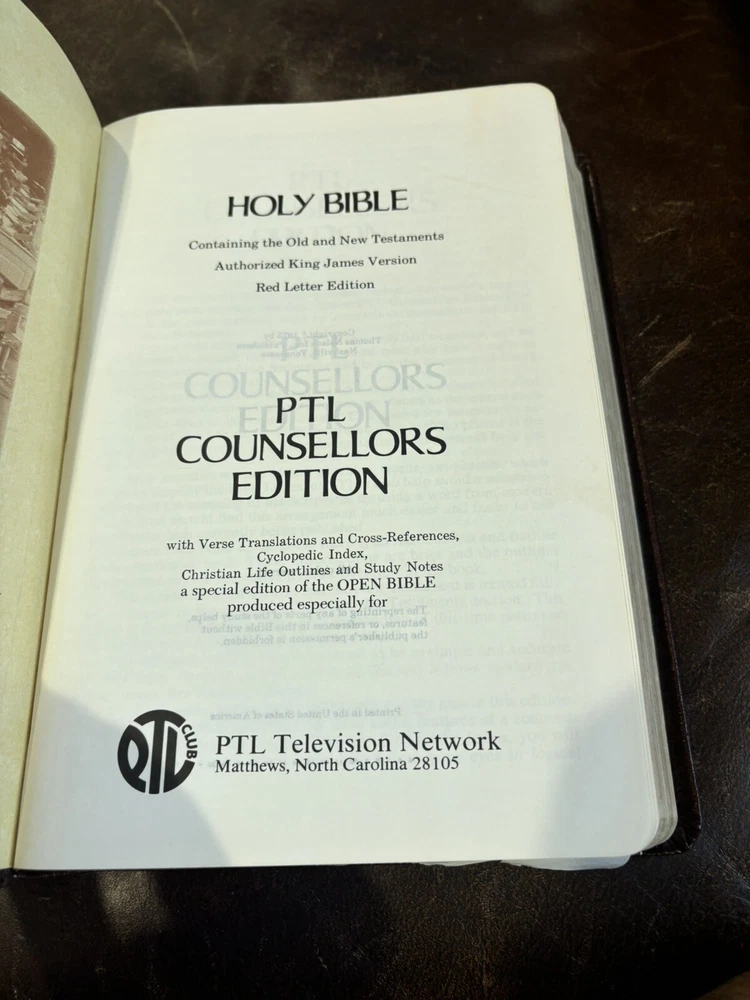 HOLY BIBLE
Containing the Old and New Testaments
Authorized King James Version
Red Letter Edition
PTL
COUNSELLORS
EDITION
with Verse Translations and Cross-References,
Cyclopedic Index,
Christian Life Outlines and Study Notes
a special edition of the OPEN BIBLE
produced especially for
PTL CLUB
PTL Television Network
Matthews, North Carolina 28105